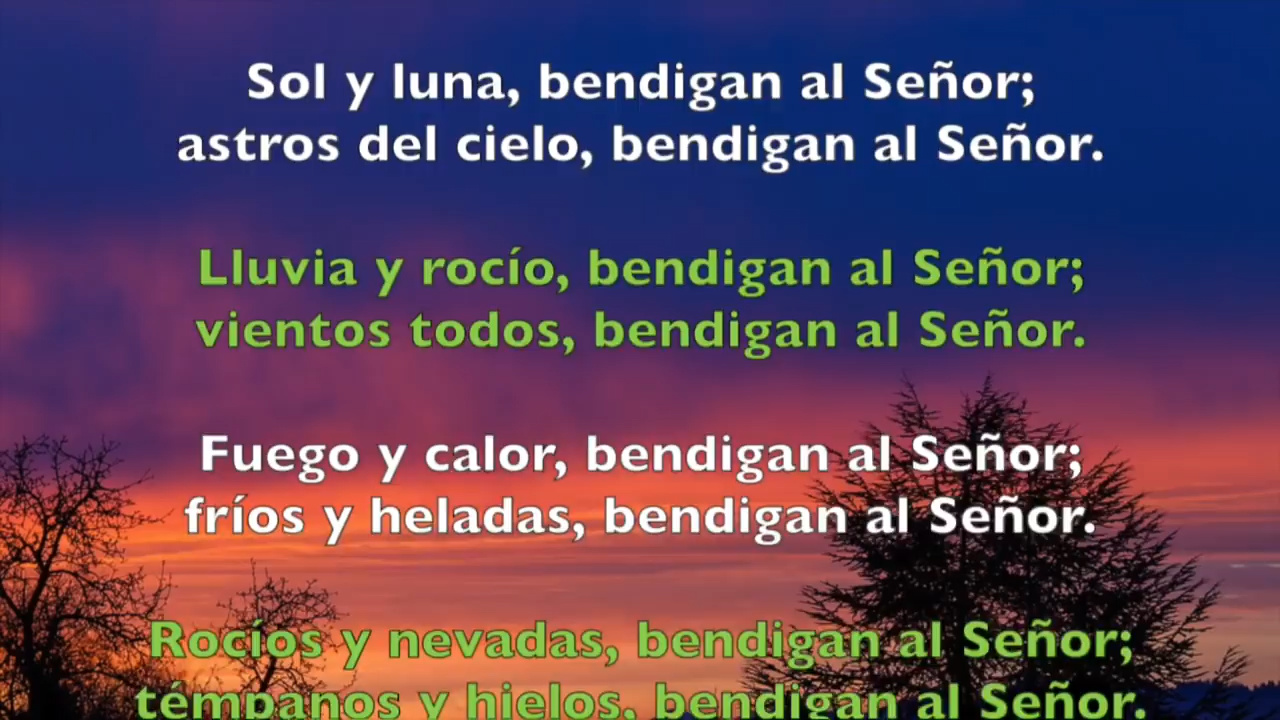 Sol y luna, bendigan al Señor;
astros del cielo, bendigan al Señor.
Lluvia y rocío, bendigan al Señor;
vientos todos, bendigan al Señor.
Fuego y calor, bendigan al Señor;
fríos y heladas, bendigan al Señor.
Rocíos y nevadas, bendigan al Señor;
témpanos y hielos, bendigan al Señor.